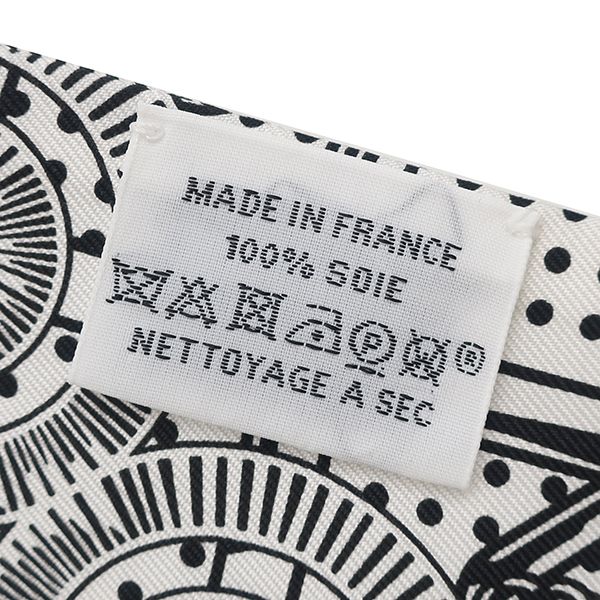 MADE IN FRANCE
100% SOIE
P ®
NETTOYAGE A SEC